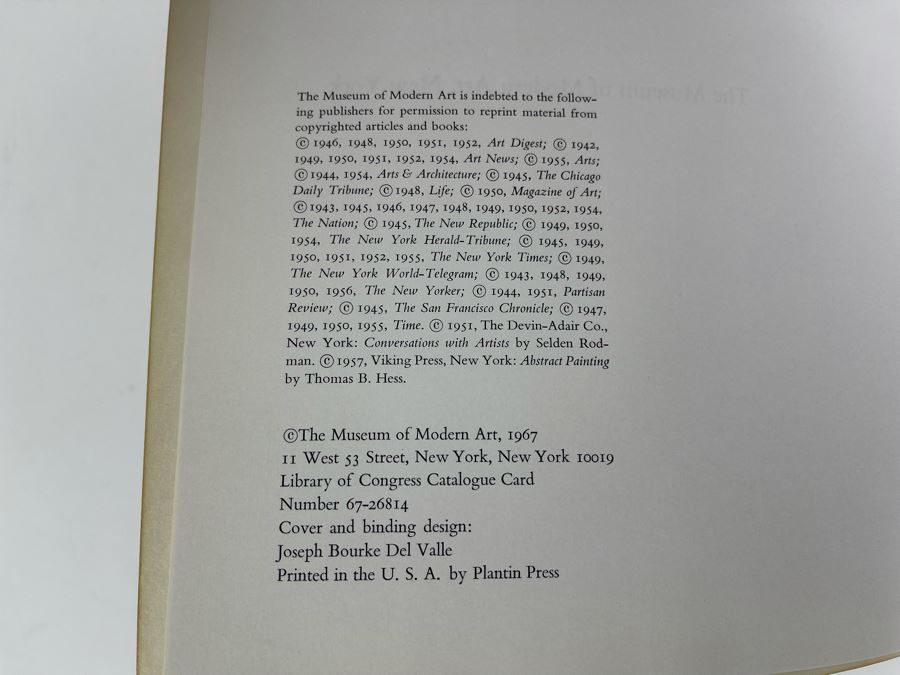 The Museum of Modern Art is indebted to the follow-
ing publishers for permission to reprint material from
copyrighted articles and books:
© 1946, 1948, 1950, 1951, 1952, Art Digest; © 1942,
1949, 1950, 1951, 1952, 1954, Art News; © 1955, Arts;
© 1944, 1954, Arts & Architecture; © 1945, The Chicago
Daily Tribune; © 1948, Life; © 1950, Magazine of Art;
© 1943, 1945, 1946, 1947, 1948, 1949, 1950, 1952, 1954,
The Nation; © 1945, The New Republic; © 1949, 1950,
1954, The New York Herald-Tribune; © 1945, 1949,
1950, 1951, 1952, 1955, The New York Times; © 1949,
The New York World-Telegram; © 1943, 1948, 1949,
1950, 1956, The New Yorker; © 1944, 1951, Partisan
Review; © 1945, The San Francisco Chronicle; © 1947,
1949, 1950, 1955, Time. © 1951, The Devin-Adair Co.,
New York: Conversations with Artists by Selden Rod-
man. © 1957, Viking Press, New York: Abstract Painting
by Thomas B. Hess.
©The Museum of Modern Art, 1967
11 West 53 Street, New York, New York 10019
Library of Congress Catalogue Card
Number 67-26814
Cover and binding design:
Joseph Bourke Del Valle
Printed in the U. S. A. by Plantin Press